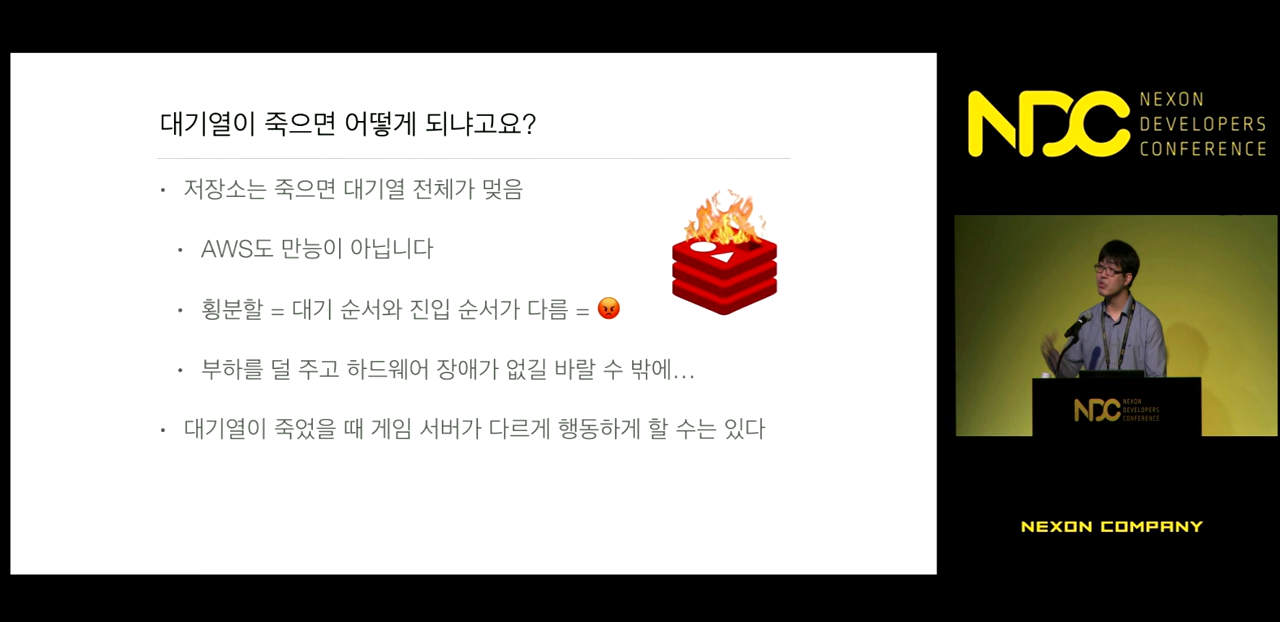 대기열이 죽으면 어떻게 되냐고요?
• 저장소는 죽으면 대기열 전체가 멎음
• AWS도 만능이 아닙니다
• 횡분할 = 대기 순서와 진입 순서가 다름 = 😡
• 부하를 덜 주고 하드웨어 장애가 없길 바랄 수 밖에…
• 대기열이 죽었을 때 게임 서버가 다르게 행동하게 할 수는 있다
NDC
NEXON
DEVELOPERS
CONFERENCE
NDC
NEXON
DEVELOPERS
CONFERENCE
NEXON COMPANY